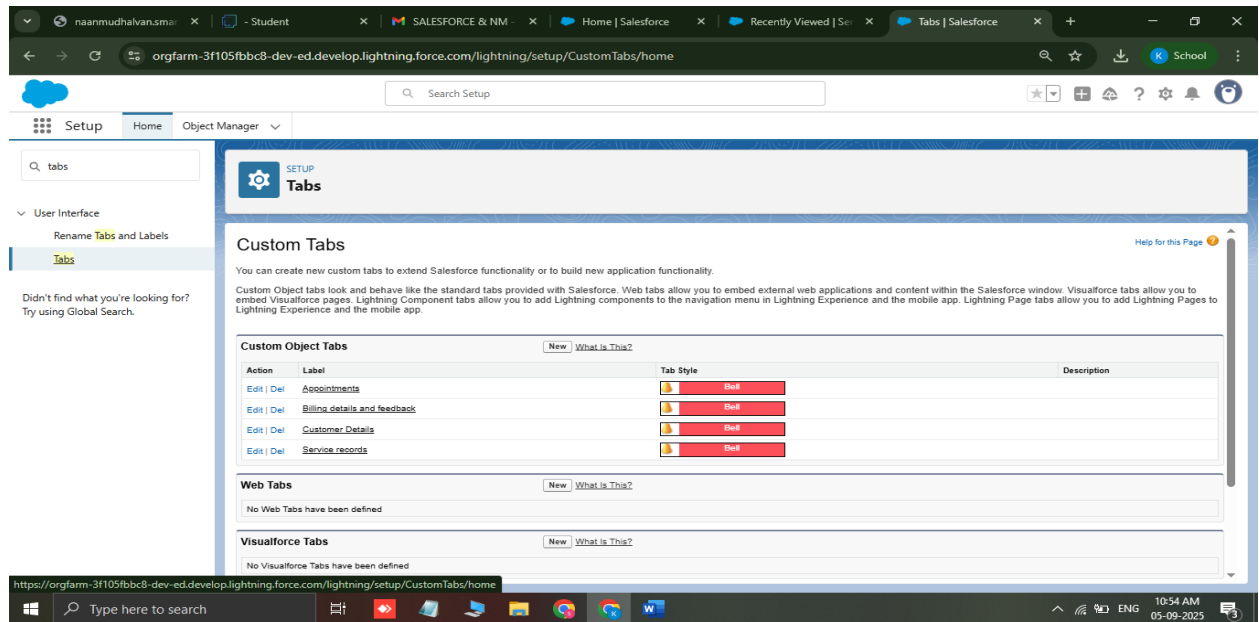 naanmudhalvan.smar
- Student
SALESFORCE & NM -
Home | Salesforce
Recently Viewed | Ser
Tabs | Salesforce
orgfarm-3f105fbbc8-dev-ed.develop.lightning.force.com/lightning/setup/CustomTabs/home
K School
Search Setup
Setup
Home
Object Manager
tabs
User Interface
Rename Tabs and Labels
Tabs
Didn't find what you're looking for?
Try using Global Search.
SETUP
Tabs
Custom Tabs
Help for this Page
You can create new custom tabs to extend Salesforce functionality or to build new application functionality.
Custom Object tabs look and behave like the standard tabs provided with Salesforce. Web tabs allow you to embed external web applications and content within the Salesforce window. Visualforce tabs allow you to
embed Visualforce pages. Lightning Component tabs allow you to add Lightning components to the navigation menu in Lightning Experience and the mobile app. Lightning Page tabs allow you to add Lightning Pages to
Lightning Experience and the mobile app.
Custom Object Tabs New What Is This?
Action Label Tab Style Description
Edit | Del Appointments Bell
Edit | Del Billing details and feedback Bell
Edit | Del Customer Details Bell
Edit | Del Service records Bell
Web Tabs New What Is This?
No Web Tabs have been defined
Visualforce Tabs New What Is This?
No Visualforce Tabs have been defined
https://orgfarm-3f105fbbc8-dev-ed.develop.lightning.force.com/lightning/setup/CustomTabs/home
Type here to search
ENG
10:54 AM
05-09-2025
3